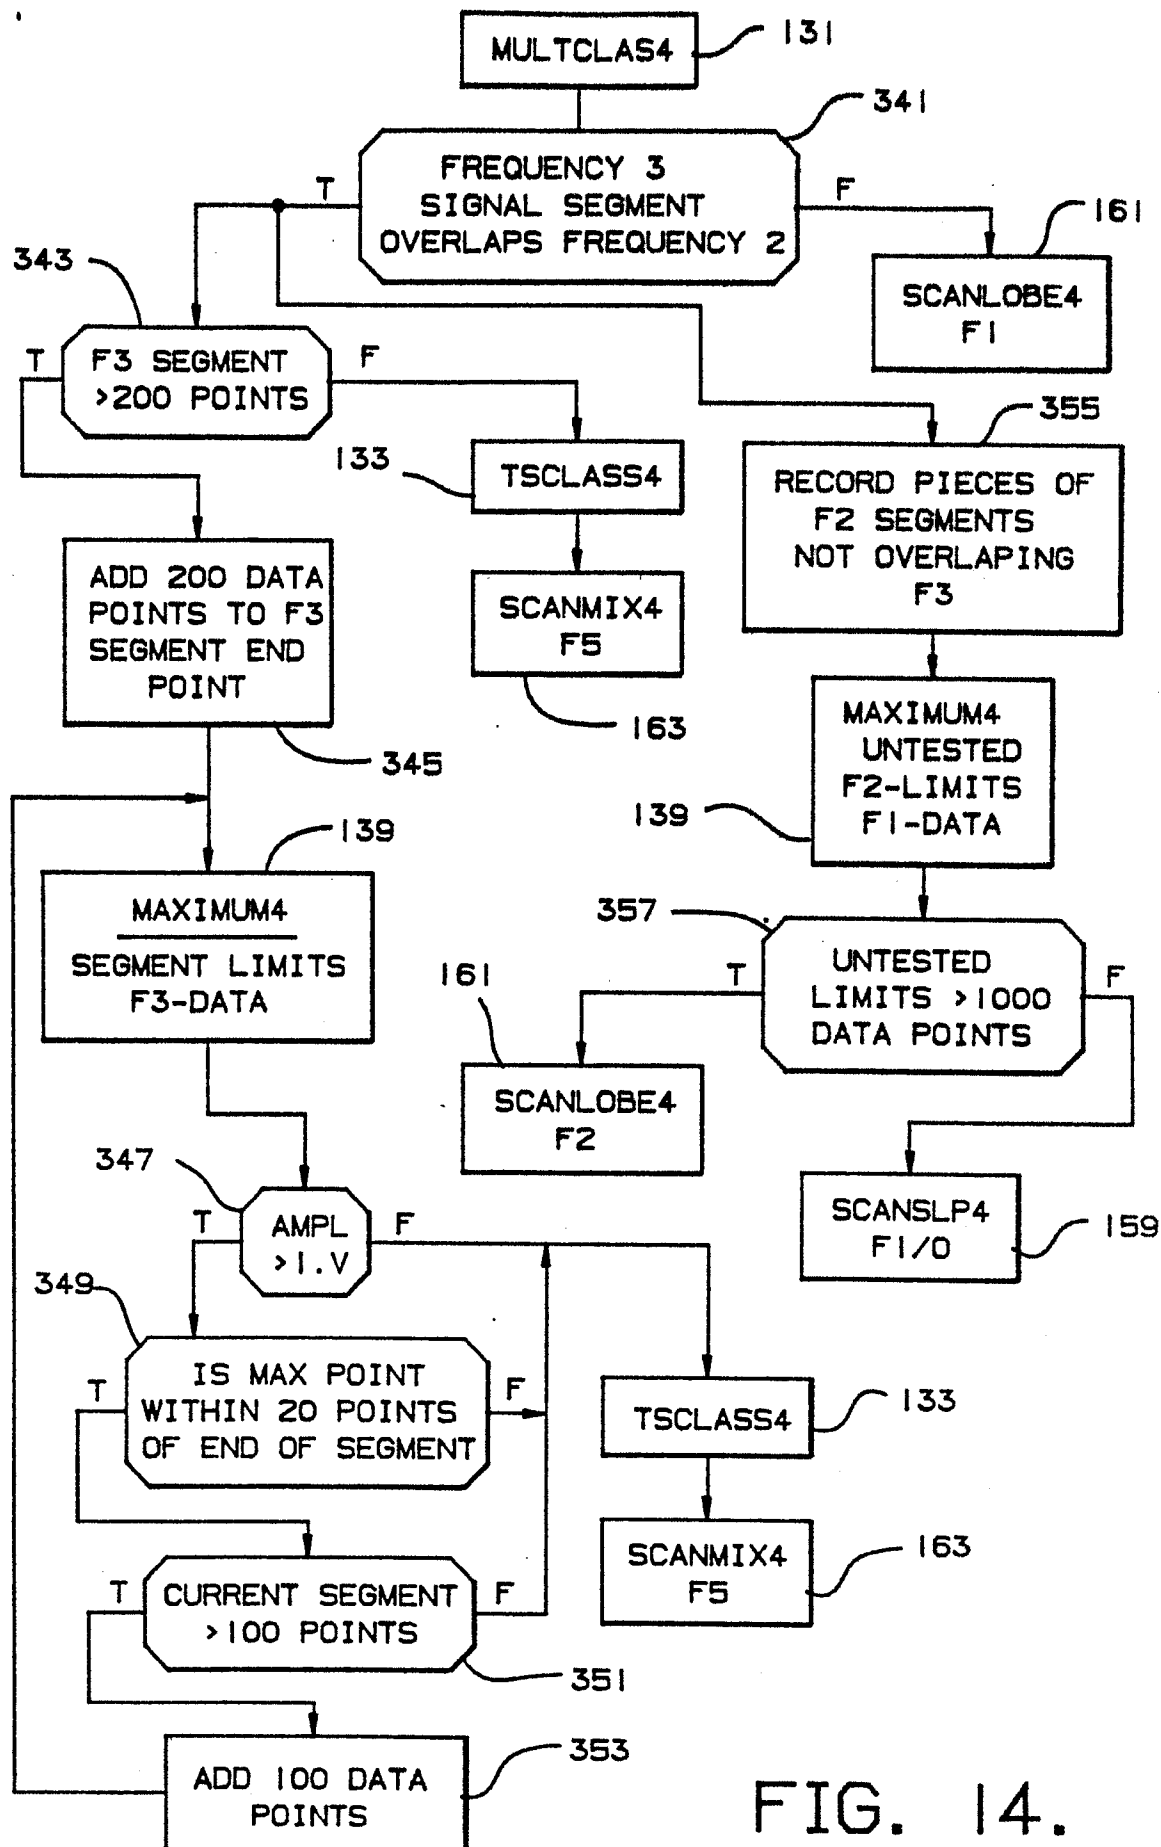 MULTCLAS4
131
341
FREQUENCY 3
SIGNAL SEGMENT
OVERLAPS FREQUENCY 2
T
F
161
SCANLOBE4
F1
343
F3 SEGMENT
>200 POINTS
T
F
355
RECORD PIECES OF
F2 SEGMENTS
NOT OVERLAPING
F3
133
TSCLASS4
ADD 200 DATA
POINTS TO F3
SEGMENT END
POINT
345
SCANMIX4
F5
163
MAXIMUM4
UNTESTED
F2-LIMITS
F1-DATA
139
139
MAXIMUM4
SEGMENT LIMITS
F3-DATA
357
UNTESTED
LIMITS >1000
DATA POINTS
T
F
161
SCANLOBE4
F2
SCANSLP4
F1/0
159
347
AMPL
>1.V
T
F
349
IS MAX POINT
WITHIN 20 POINTS
OF END OF SEGMENT
T
F
TSCLASS4
133
SCANMIX4
F5
163
CURRENT SEGMENT
>100 POINTS
T
F
351
353
ADD 100 DATA
POINTS
FIG. 14.